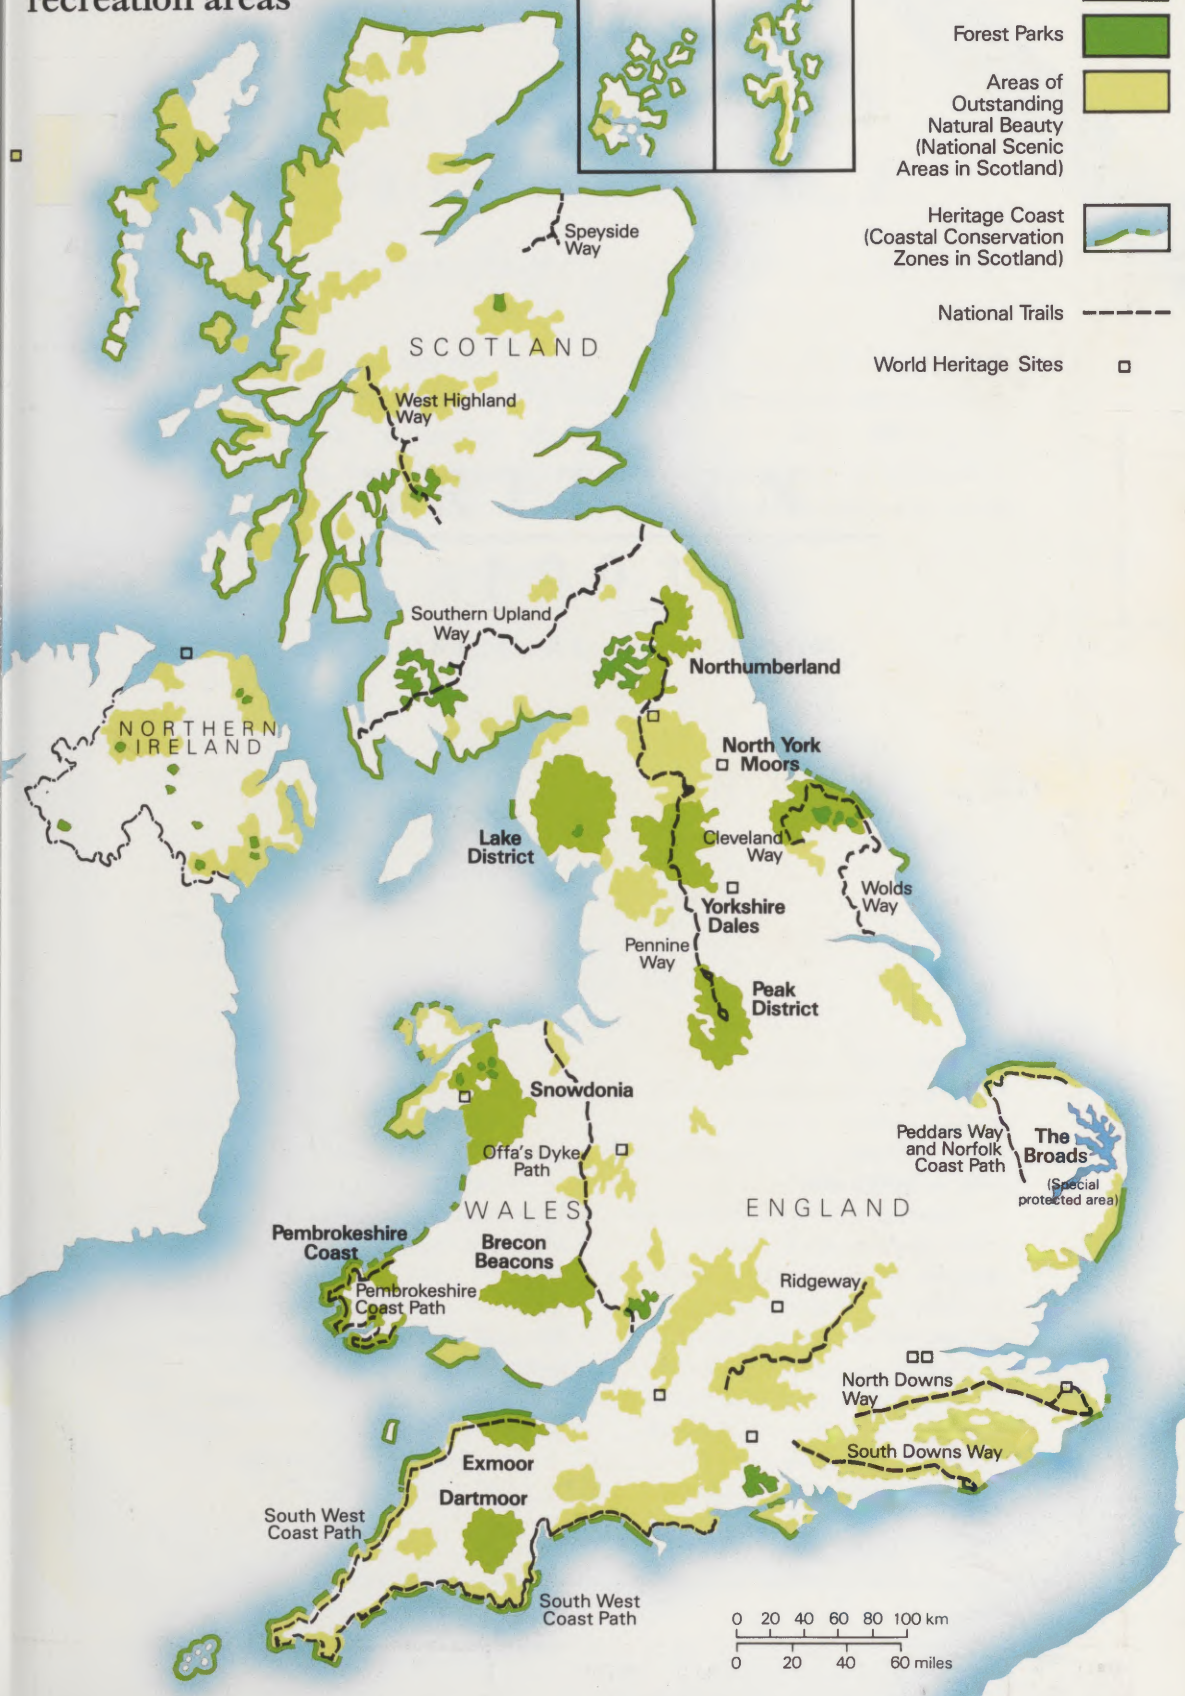 recreation areas
Forest Parks
Areas of
Outstanding
Natural Beauty
(National Scenic
Areas in Scotland)
Heritage Coast
(Coastal Conservation
Zones in Scotland)
National Trails
World Heritage Sites
Speyside
Way
SCOTLAND
West Highland
Way
Southern Upland
Way
Northumberland
NORTHERN
IRELAND
North York
Moors
Lake
District
Cleveland
Way
Wolds
Way
Yorkshire
Dales
Pennine
Way
Peak
District
Snowdonia
Offa's Dyke
Path
Peddars Way
and Norfolk
Coast Path
The
Broads
(Special
protected area)
WALES
ENGLAND
Pembrokeshire
Coast
Brecon
Beacons
Pembrokeshire
Coast Path
Ridgeway
North Downs
Way
South Downs Way
Exmoor
Dartmoor
South West
Coast Path
South West
Coast Path
0 20 40 60 80 100 km
0 20 40 60 miles